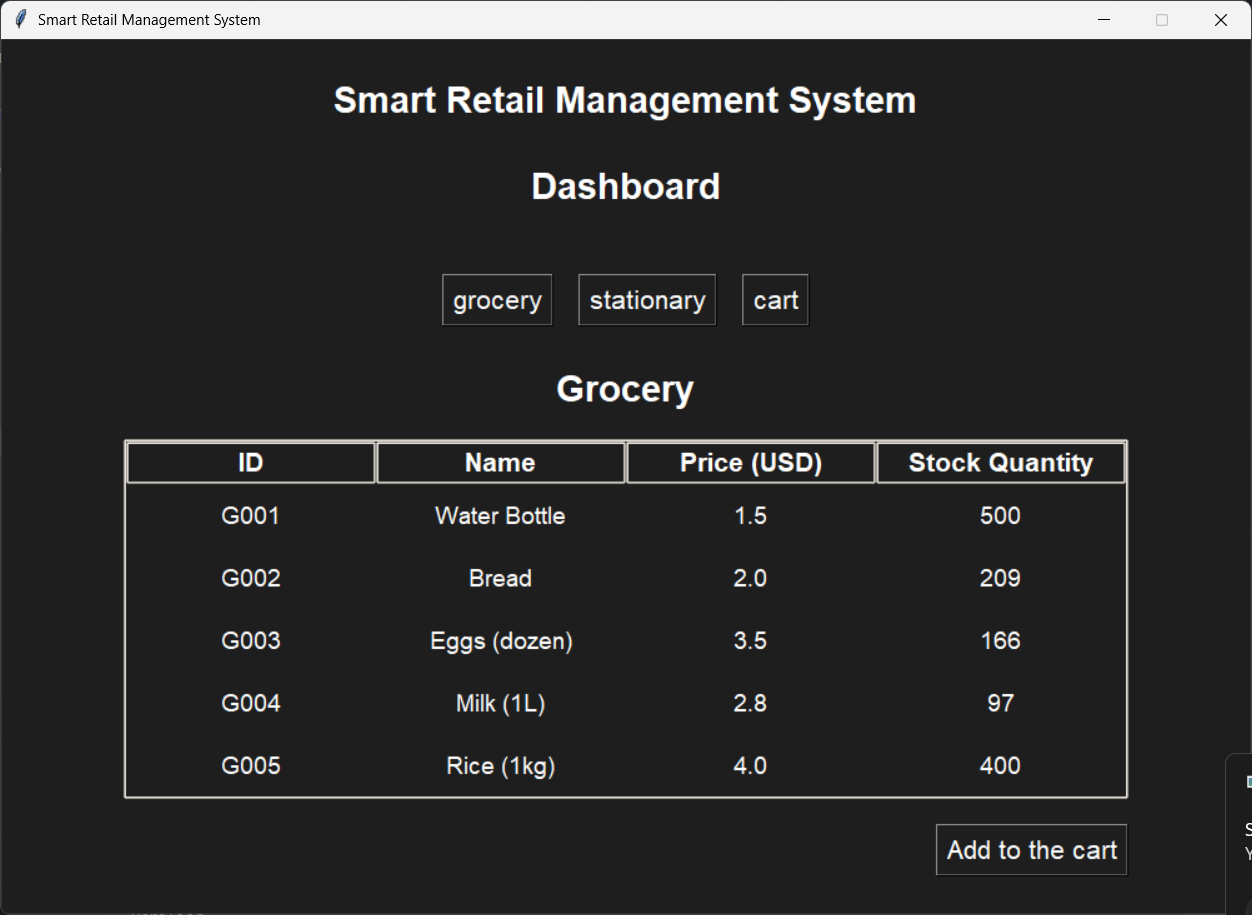 Smart Retail Management System
Smart Retail Management System
Dashboard
grocery stationary cart
Grocery
ID Name Price (USD) Stock Quantity
G001 Water Bottle 1.5 500
G002 Bread 2.0 209
G003 Eggs (dozen) 3.5 166
G004 Milk (1L) 2.8 97
G005 Rice (1kg) 4.0 400
Add to the cart